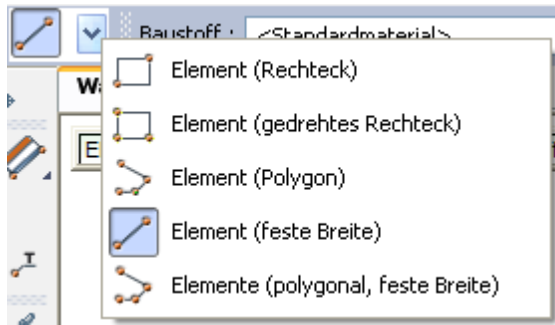 Baustoff : <Standardmaterial>
Element (Rechteck)
Element (gedrehtes Rechteck)
Element (Polygon)
Element (feste Breite)
Elemente (polygonal, feste Breite)